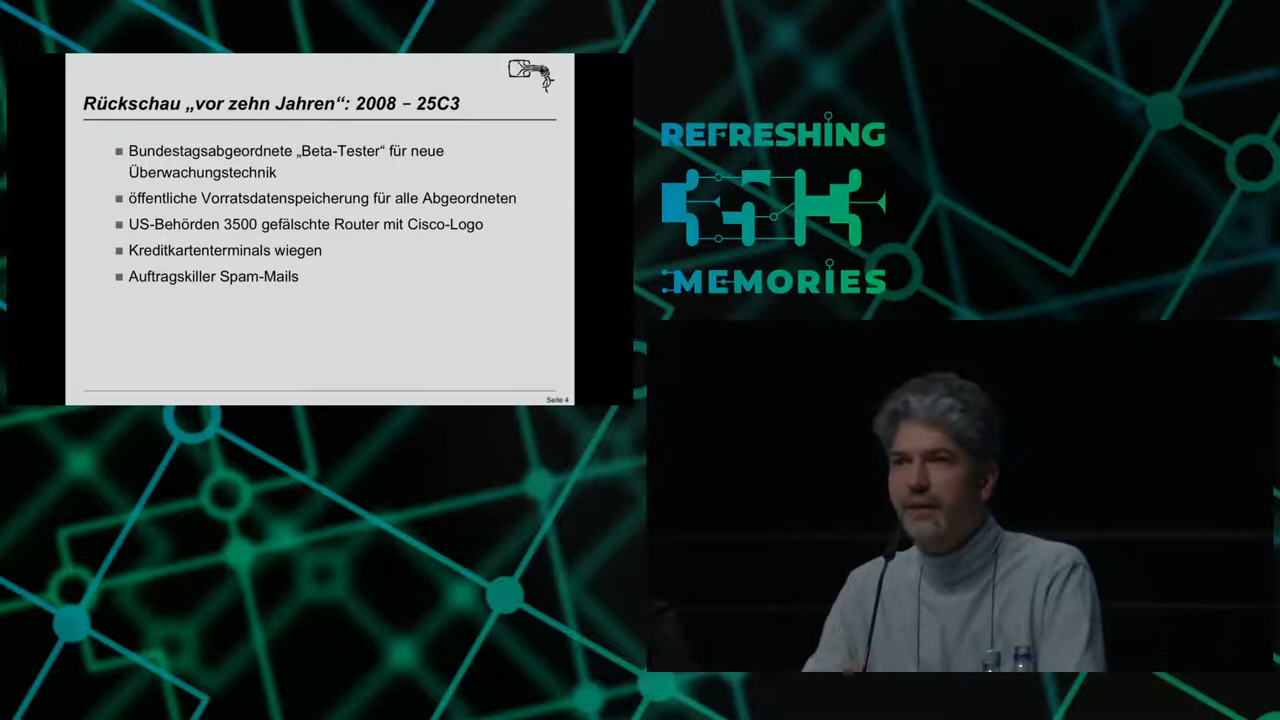 Rückschau „vor zehn Jahren“: 2008 – 25C3
Bundestagsabgeordnete „Beta-Tester“ für neue
Überwachungstechnik
öffentliche Vorratsdatenspeicherung für alle Abgeordneten
US-Behörden 3500 gefälschte Router mit Cisco-Logo
Kreditkartenterminals wiegen
Auftragskiller Spam-Mails
Seite 4
REFRESHING
MEMORIES